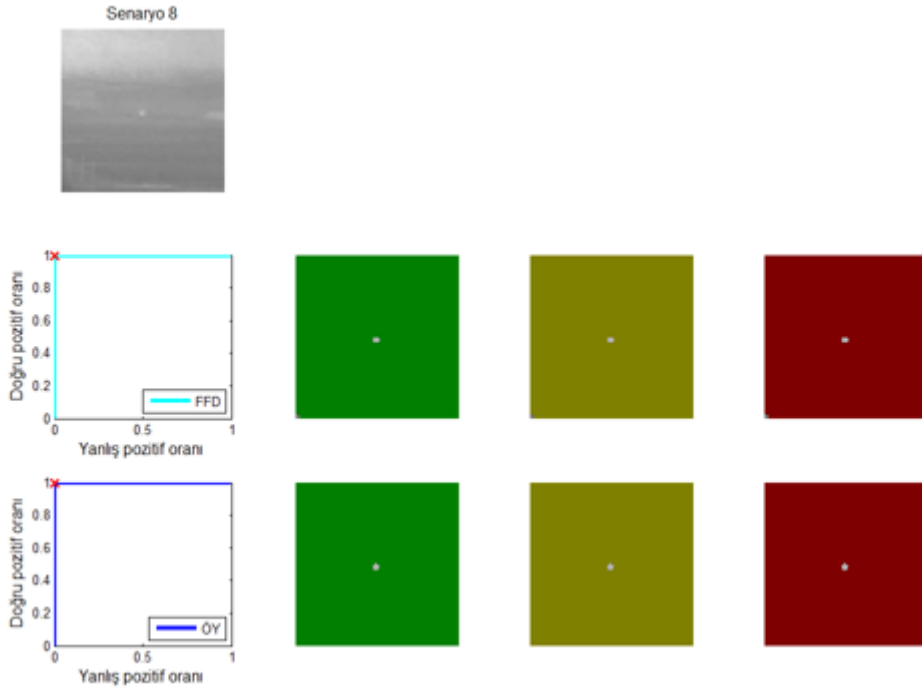 Senaryo 8
Doğru pozitif oranı
1
0.8
0.6
0.4
0.2
0
FFD
0
0.5
1
Yanlış pozitif oranı
Doğru pozitif oranı
1
0.8
0.6
0.4
0.2
0
ÖY
0
0.5
1
Yanlış pozitif oranı